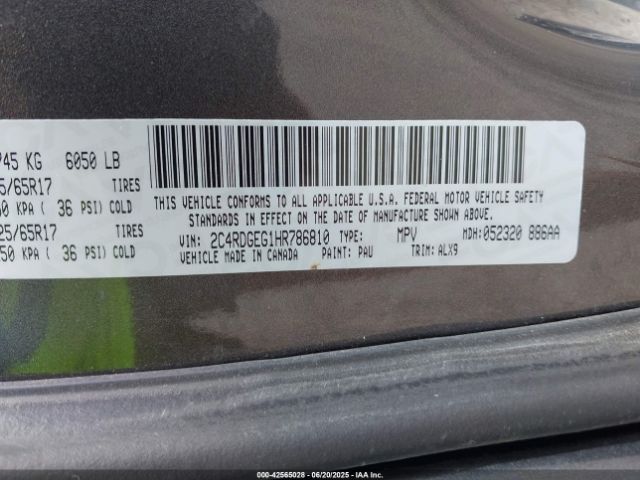 745 KG 6050 LB
5/65R17 TIRES
50 KPA ( 36 PSI) COLD
25/65R17 TIRES
250 KPA ( 36 PSI) COLD
THIS VEHICLE CONFORMS TO ALL APPLICABLE U.S.A. FEDERAL MOTOR VEHICLE SAFETY
STANDARDS IN EFFECT ON THE DATE OF MANUFACTURE SHOWN ABOVE.
VIN: 2C4RDGEG1HR786810 TYPE: MPV MDH: 052320 886AA
VEHICLE MADE IN CANADA PAINT: PAU TRIM: ALX9
000-42565028 - 06/20/2025 - IAA Inc.